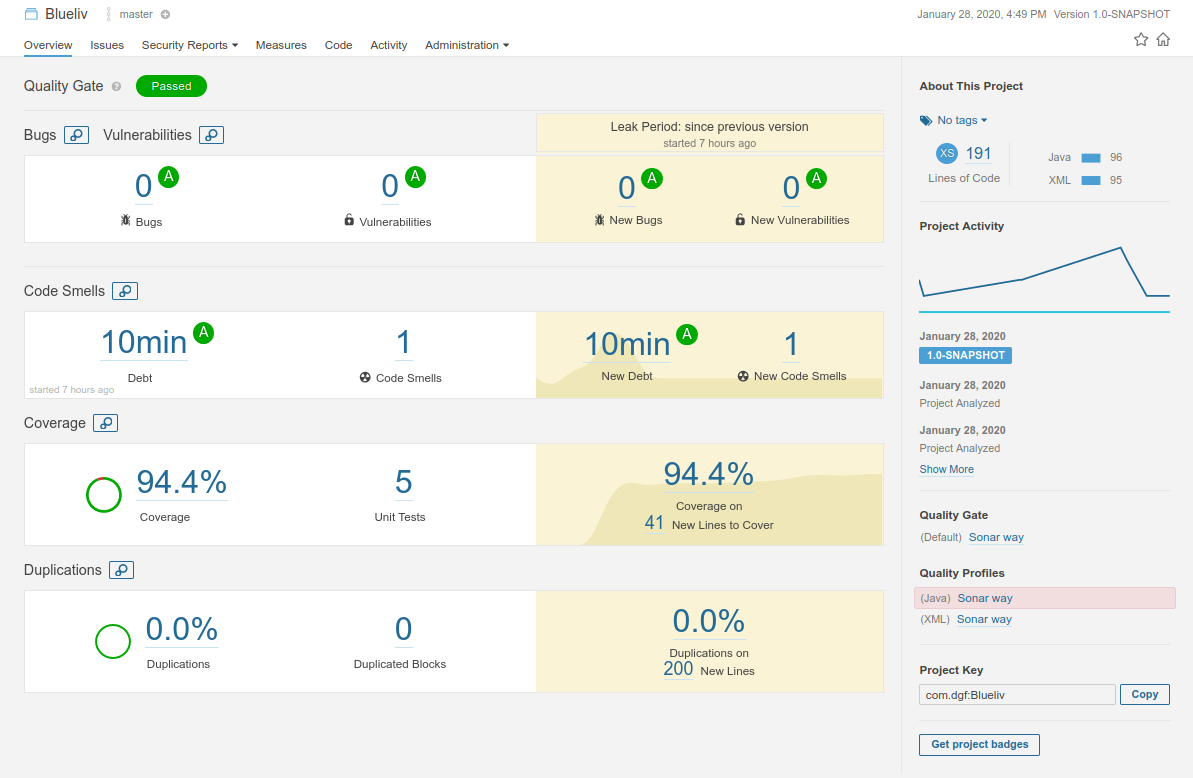 Blueliv master
January 28, 2020, 4:49 PM Version 1.0-SNAPSHOT
Overview Issues Security Reports Measures Code Activity Administration
Quality Gate ? Passed
Bugs Vulnerabilities
Leak Period: since previous version
started 7 hours ago
0 A
Bugs
0 A
Vulnerabilities
0 A
New Bugs
0 A
New Vulnerabilities
Code Smells
10min A
Debt
started 7 hours ago
1
Code Smells
10min A
New Debt
1
New Code Smells
Coverage
94.4%
Coverage
5
Unit Tests
94.4%
Coverage on
41 New Lines to Cover
Duplications
0.0%
Duplications
0
Duplicated Blocks
0.0%
Duplications on
200 New Lines
About This Project
No tags
XS 191
Lines of Code
Java 96
XML 95
Project Activity
January 28, 2020
1.0-SNAPSHOT
January 28, 2020
Project Analyzed
January 28, 2020
Project Analyzed
Show More
Quality Gate
(Default) Sonar way
Quality Profiles
(Java) Sonar way
(XML) Sonar way
Project Key
com.dgf:Blueliv Copy
Get project badges